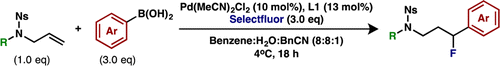 Ns
N
R
(1.0 eq)
+
Ar
B(OH)2
(3.0 eq)
Pd(MeCN)2Cl2 (10 mol%), L1 (13 mol%)
Selectfluor (3.0 eq)
Benzene:H2O:BnCN (8:8:1)
4ºC, 18 h
Ns
N
R
F
Ar